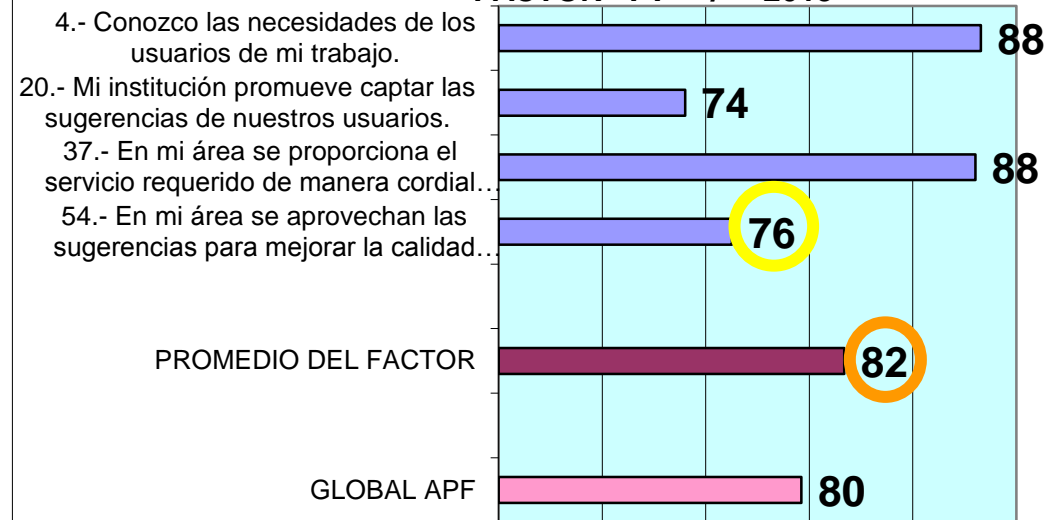 4.- Conozco las necesidades de los
usuarios de mi trabajo.
88
20.- Mi institución promueve captar las
sugerencias de nuestros usuarios.
74
37.- En mi área se proporciona el
servicio requerido de manera cordial…
88
54.- En mi área se aprovechan las
sugerencias para mejorar la calidad…
76
PROMEDIO DEL FACTOR
82
GLOBAL APF
80